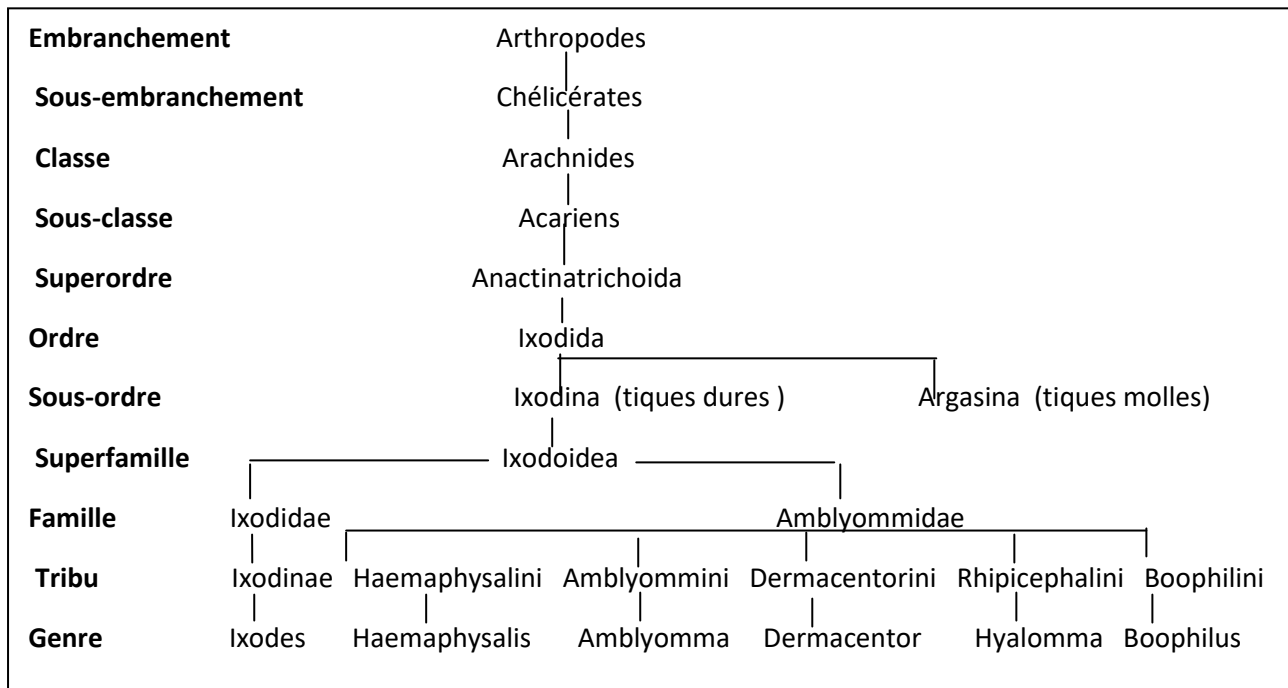 Embranchement Arthropodes
Sous-embranchement Chélicérates
Classe Arachnides
Sous-classe Acariens
Superordre Anactinatrichoida
Ordre Ixodida
Sous-ordre Ixodina (tiques dures ) Argasina (tiques molles)
Superfamille Ixodoidea
Famille Ixodidae Amblyommidae
Tribu Ixodinae Haemaphysalini Amblyommini Dermacentorini Rhipicephalini Boophilini
Genre Ixodes Haemaphysalis Amblyomma Dermacentor Hyalomma Boophilus